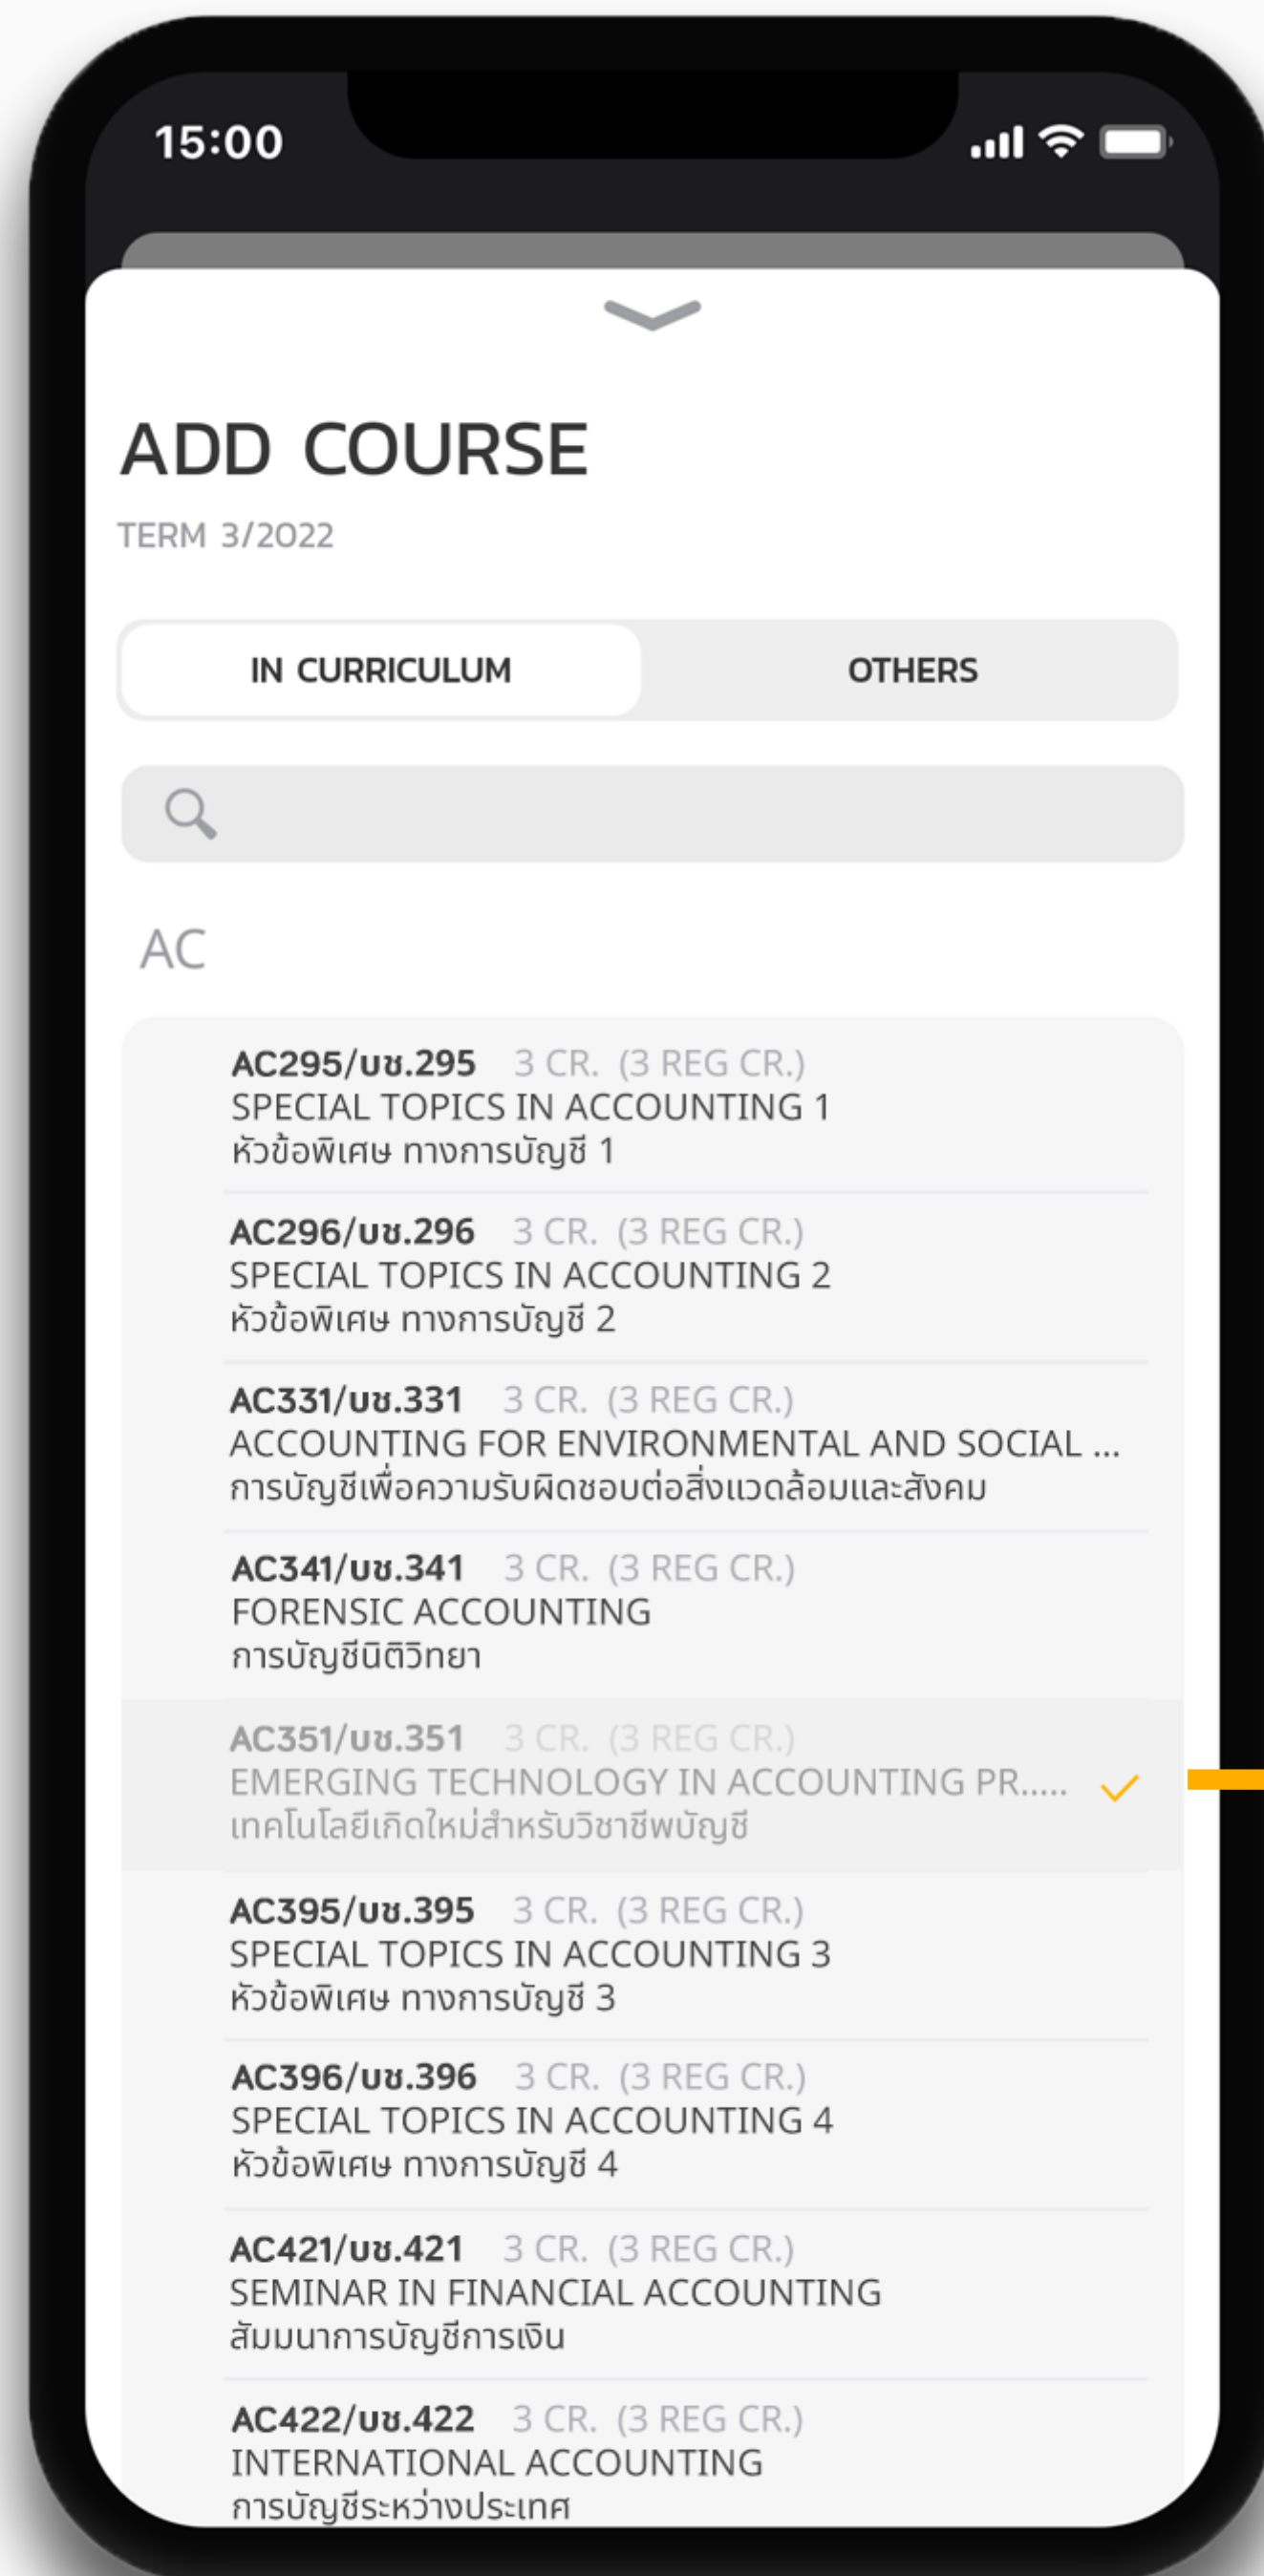 15:00
ADD COURSE
TERM 3/2022
IN CURRICULUM
OTHERS
AC
AC295/บช.295 3 CR. (3 REG CR.)
SPECIAL TOPICS IN ACCOUNTING 1
หัวข้อพิเศษ ทางการบัญชี 1
AC296/บช.296 3 CR. (3 REG CR.)
SPECIAL TOPICS IN ACCOUNTING 2
หัวข้อพิเศษ ทางการบัญชี 2
AC331/บช.331 3 CR. (3 REG CR.)
ACCOUNTING FOR ENVIRONMENTAL AND SOCIAL ...
การบัญชีเพื่อความรับผิดชอบต่อสิ่งแวดล้อมและสังคม
AC341/บช.341 3 CR. (3 REG CR.)
FORENSIC ACCOUNTING
การบัญชีนิติวิทยา
AC351/บช.351 3 CR. (3 REG CR.)
EMERGING TECHNOLOGY IN ACCOUNTING PR.....
เทคโนโลยีเกิดใหม่สำหรับวิชาชีพบัญชี
AC395/บช.395 3 CR. (3 REG CR.)
SPECIAL TOPICS IN ACCOUNTING 3
หัวข้อพิเศษ ทางการบัญชี 3
AC396/บช.396 3 CR. (3 REG CR.)
SPECIAL TOPICS IN ACCOUNTING 4
หัวข้อพิเศษ ทางการบัญชี 4
AC421/บช.421 3 CR. (3 REG CR.)
SEMINAR IN FINANCIAL ACCOUNTING
สัมมนาการบัญชีการเงิน
AC422/บช.422 3 CR. (3 REG CR.)
INTERNATIONAL ACCOUNTING
การบัญชีระหว่างประเทศ